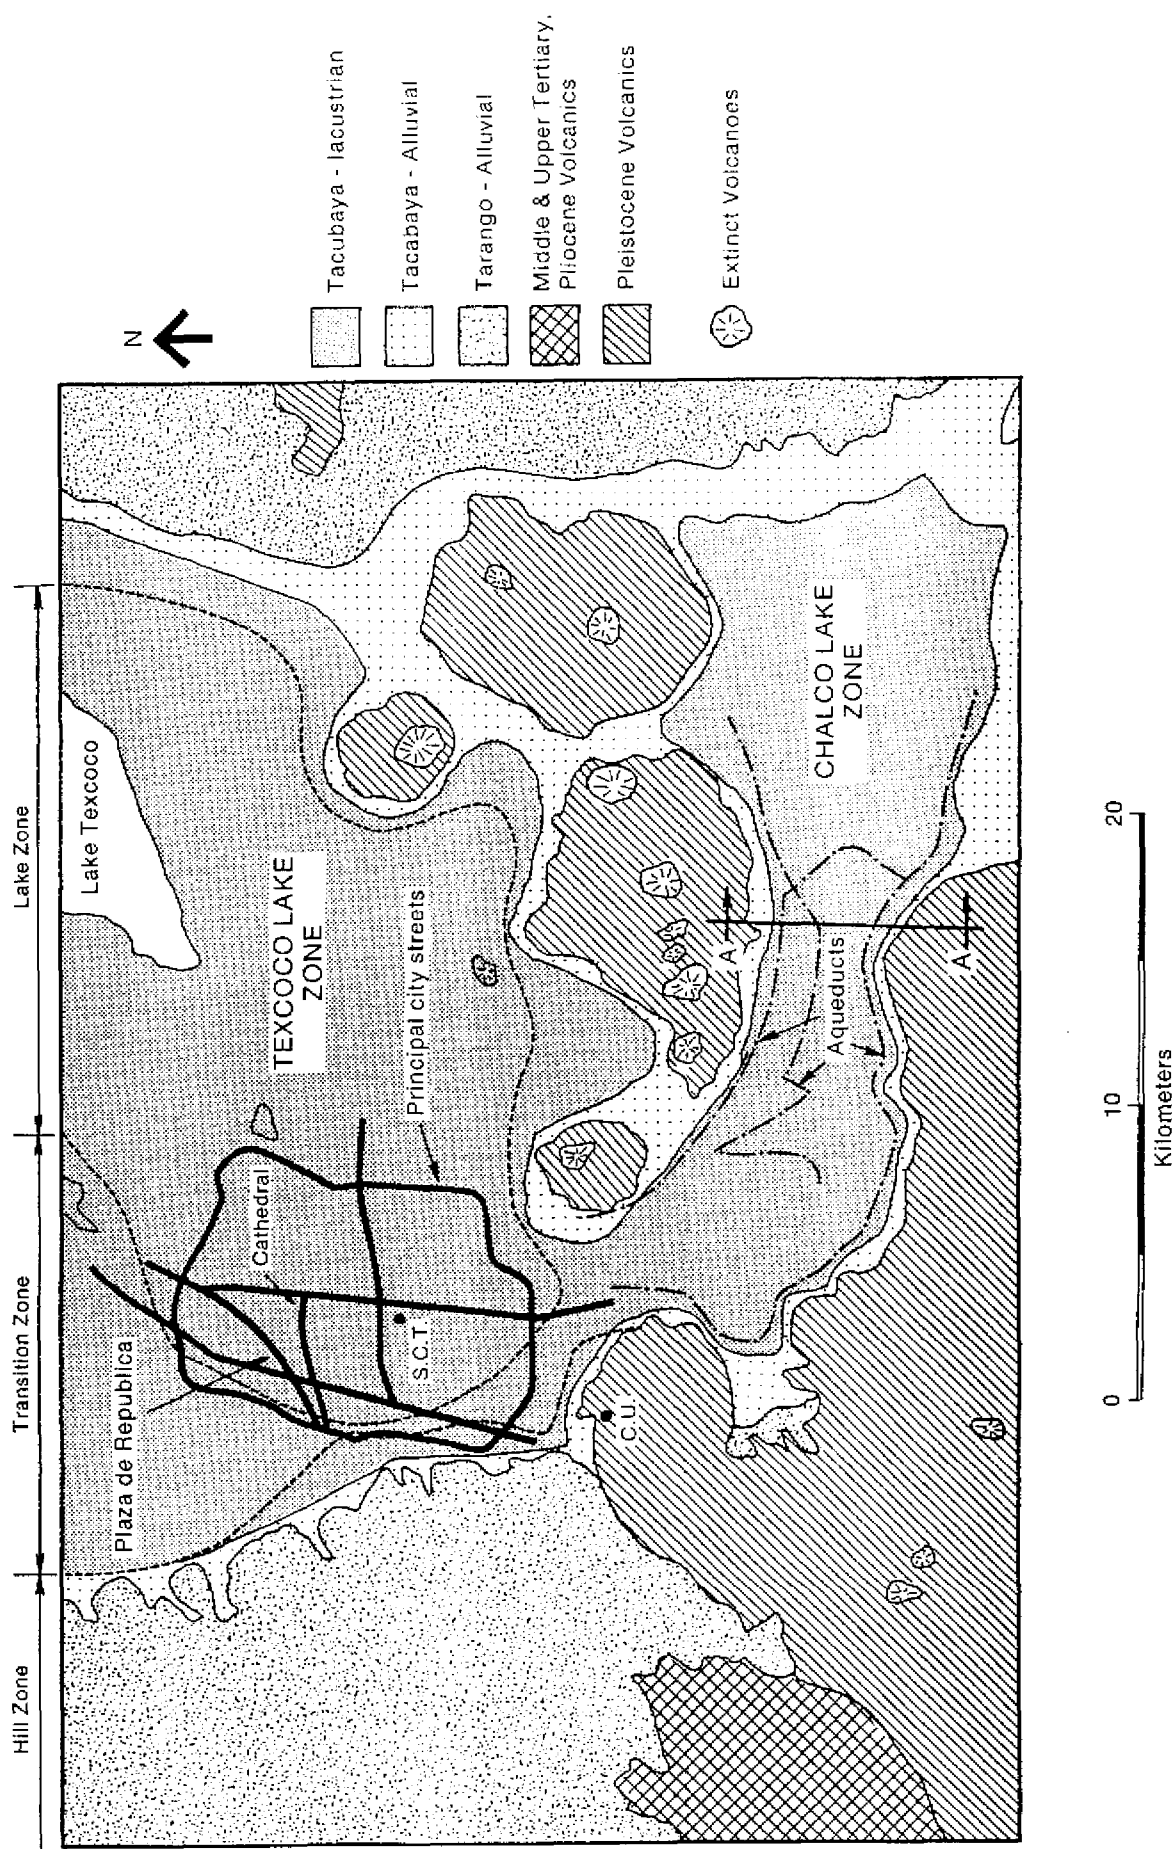 Hill Zone
Transition Zone
Lake Zone
Plaza de Republica
Lake Texcoco
Cathedral
TEXCOCO LAKE
ZONE
Principal city streets
S.C.T.
C.U.
A
A
Aqueducts
CHALCO LAKE
ZONE
N
Tacubaya - lacustrian
Tacabaya - Alluvial
Tarango - Alluvial
Middle & Upper Tertiary,
Pliocene Volcanics
Pleistocene Volcanics
Extinct Volcanoes
0 10 20
Kilometers